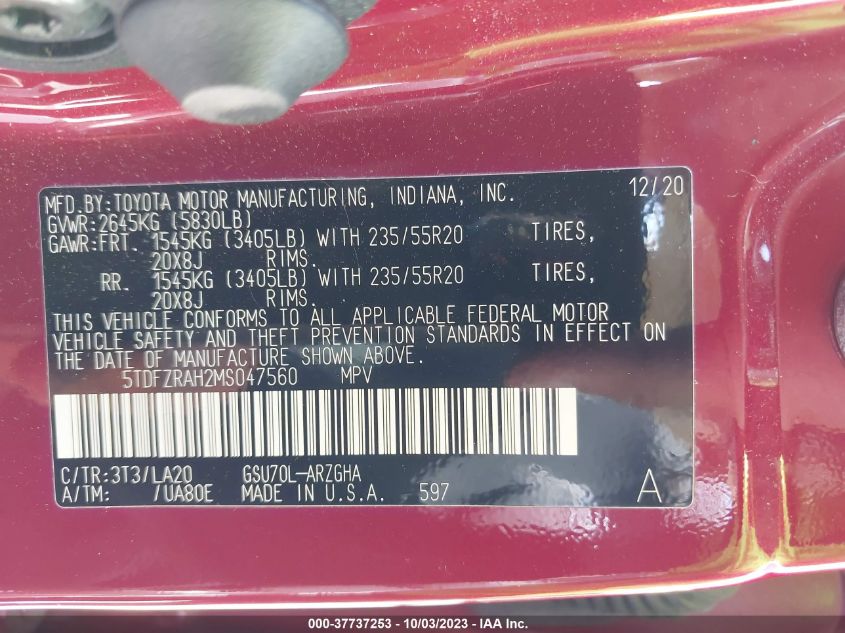 MFD.BY:TOYOTA MOTOR MANUFACTURING, INDIANA, INC. 12/20
GVWR:2645KG (5830LB)
GAWR:FRT. 1545KG (3405LB) WITH 235/55R20 TIRES,
20X8J RIMS.
RR. 1545KG (3405LB) WITH 235/55R20 TIRES,
20X8J RIMS.
THIS VEHICLE CONFORMS TO ALL APPLICABLE FEDERAL MOTOR
VEHICLE SAFETY AND THEFT PREVENTION STANDARDS IN EFFECT ON
THE DATE OF MANUFACTURE SHOWN ABOVE.
5TDFZRAH2MS047560 MPV
C/TR:3T3/LA20 GSU70L-ARZGHA
A/TM: /UA80E MADE IN U.S.A. 597 A
000-37737253 - 10/03/2023 - IAA Inc.